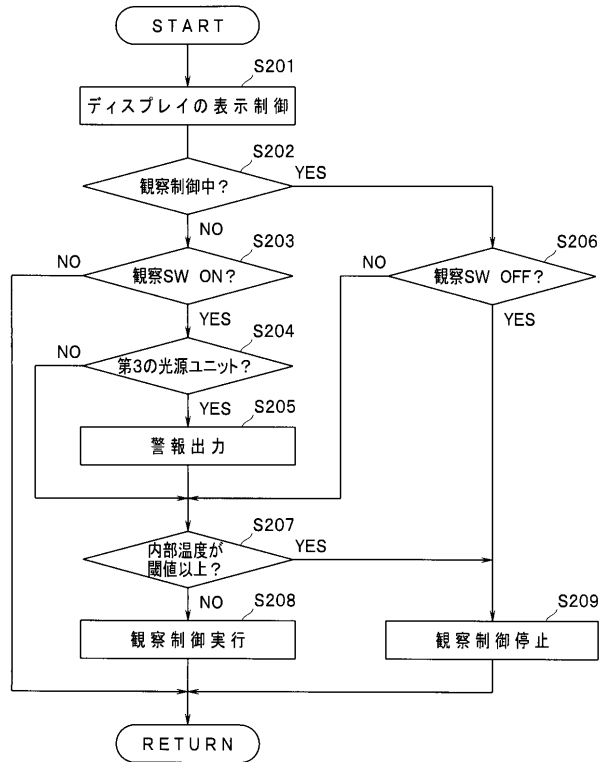 START
S201
ディスプレイの表示制御
S202
観察制御中？
YES
NO
S203
観察SW ON？
NO
YES
S206
観察SW OFF？
NO
YES
S204
第3の光源ユニット？
NO
YES
S205
警報出力
S207
内部温度が
閾値以上？
YES
NO
S208
観察制御実行
S209
観察制御停止
RETURN